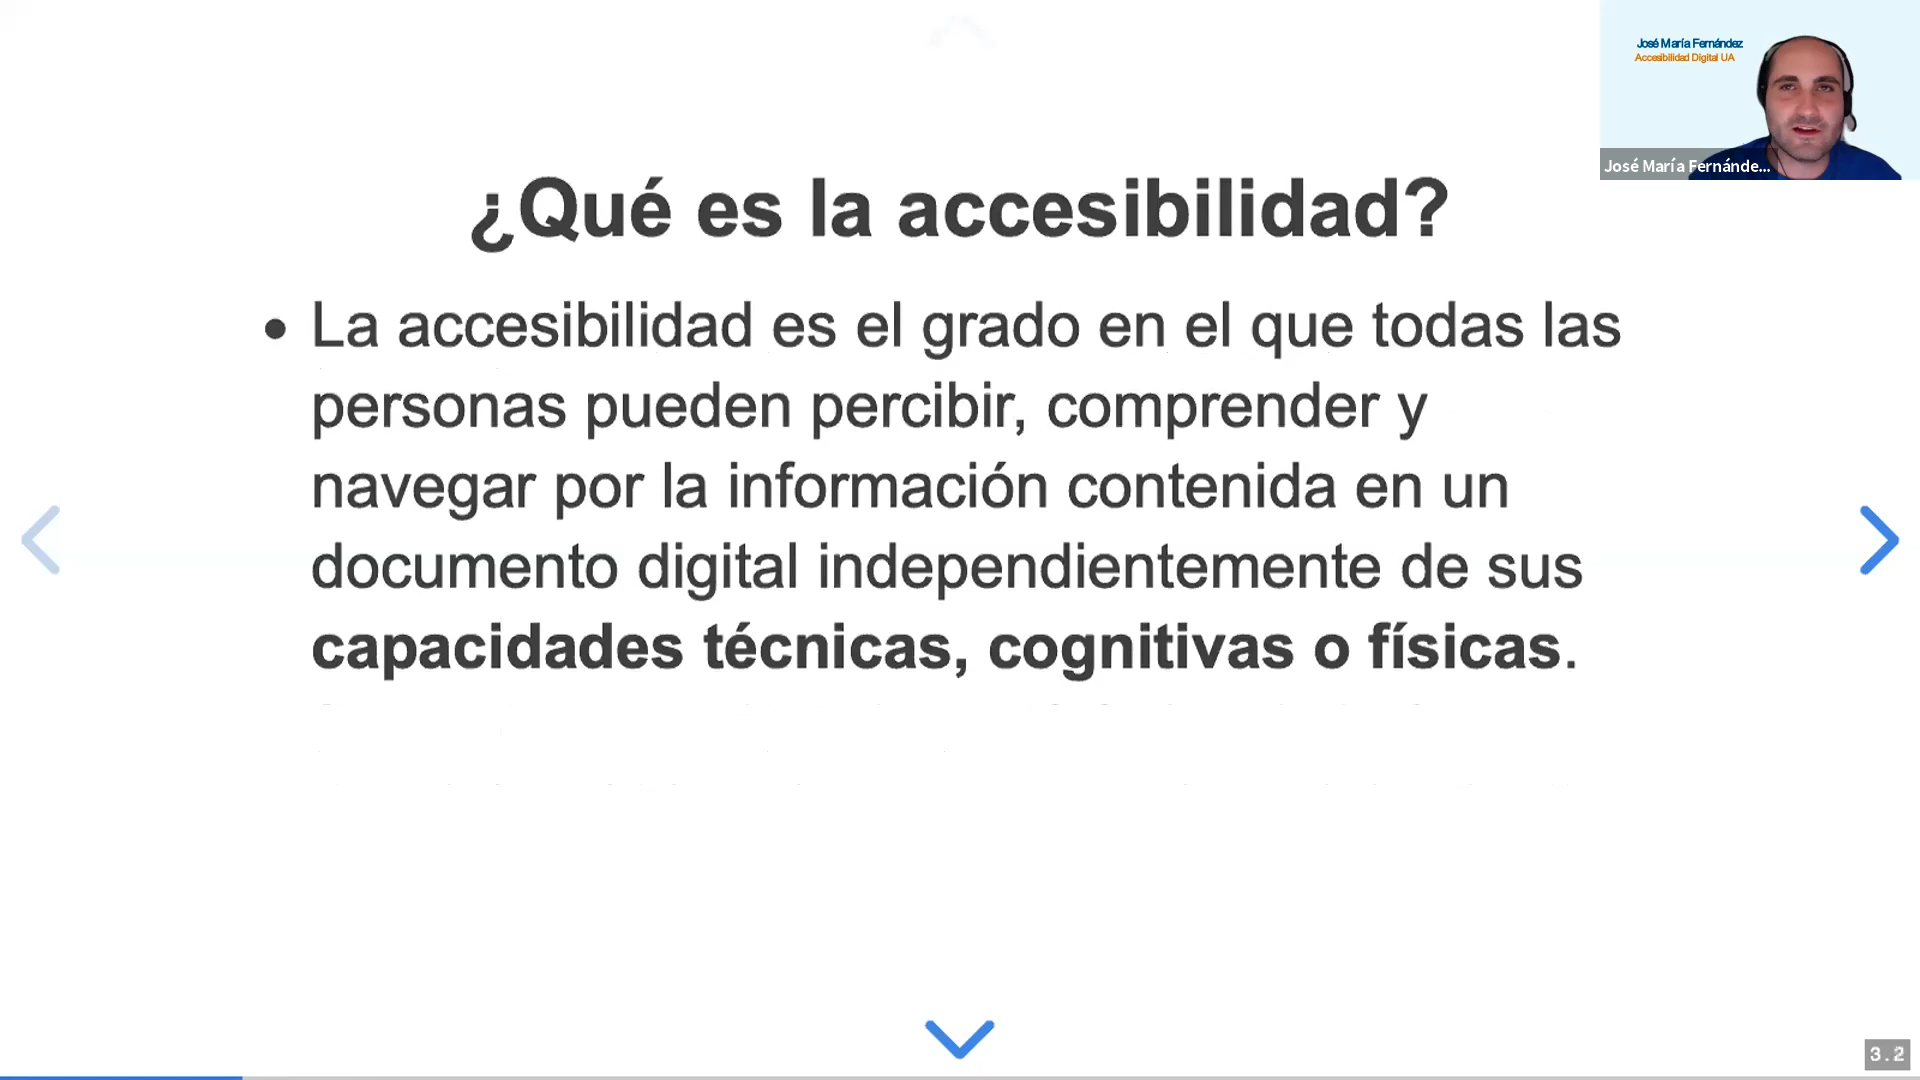 José María Fernández
Accesibilidad Digital UA
José María Fernánde...
¿Qué es la accesibilidad?
• La accesibilidad es el grado en el que todas las
personas pueden percibir, comprender y
navegar por la información contenida en un
documento digital independientemente de sus
capacidades técnicas, cognitivas o físicas.
3.2